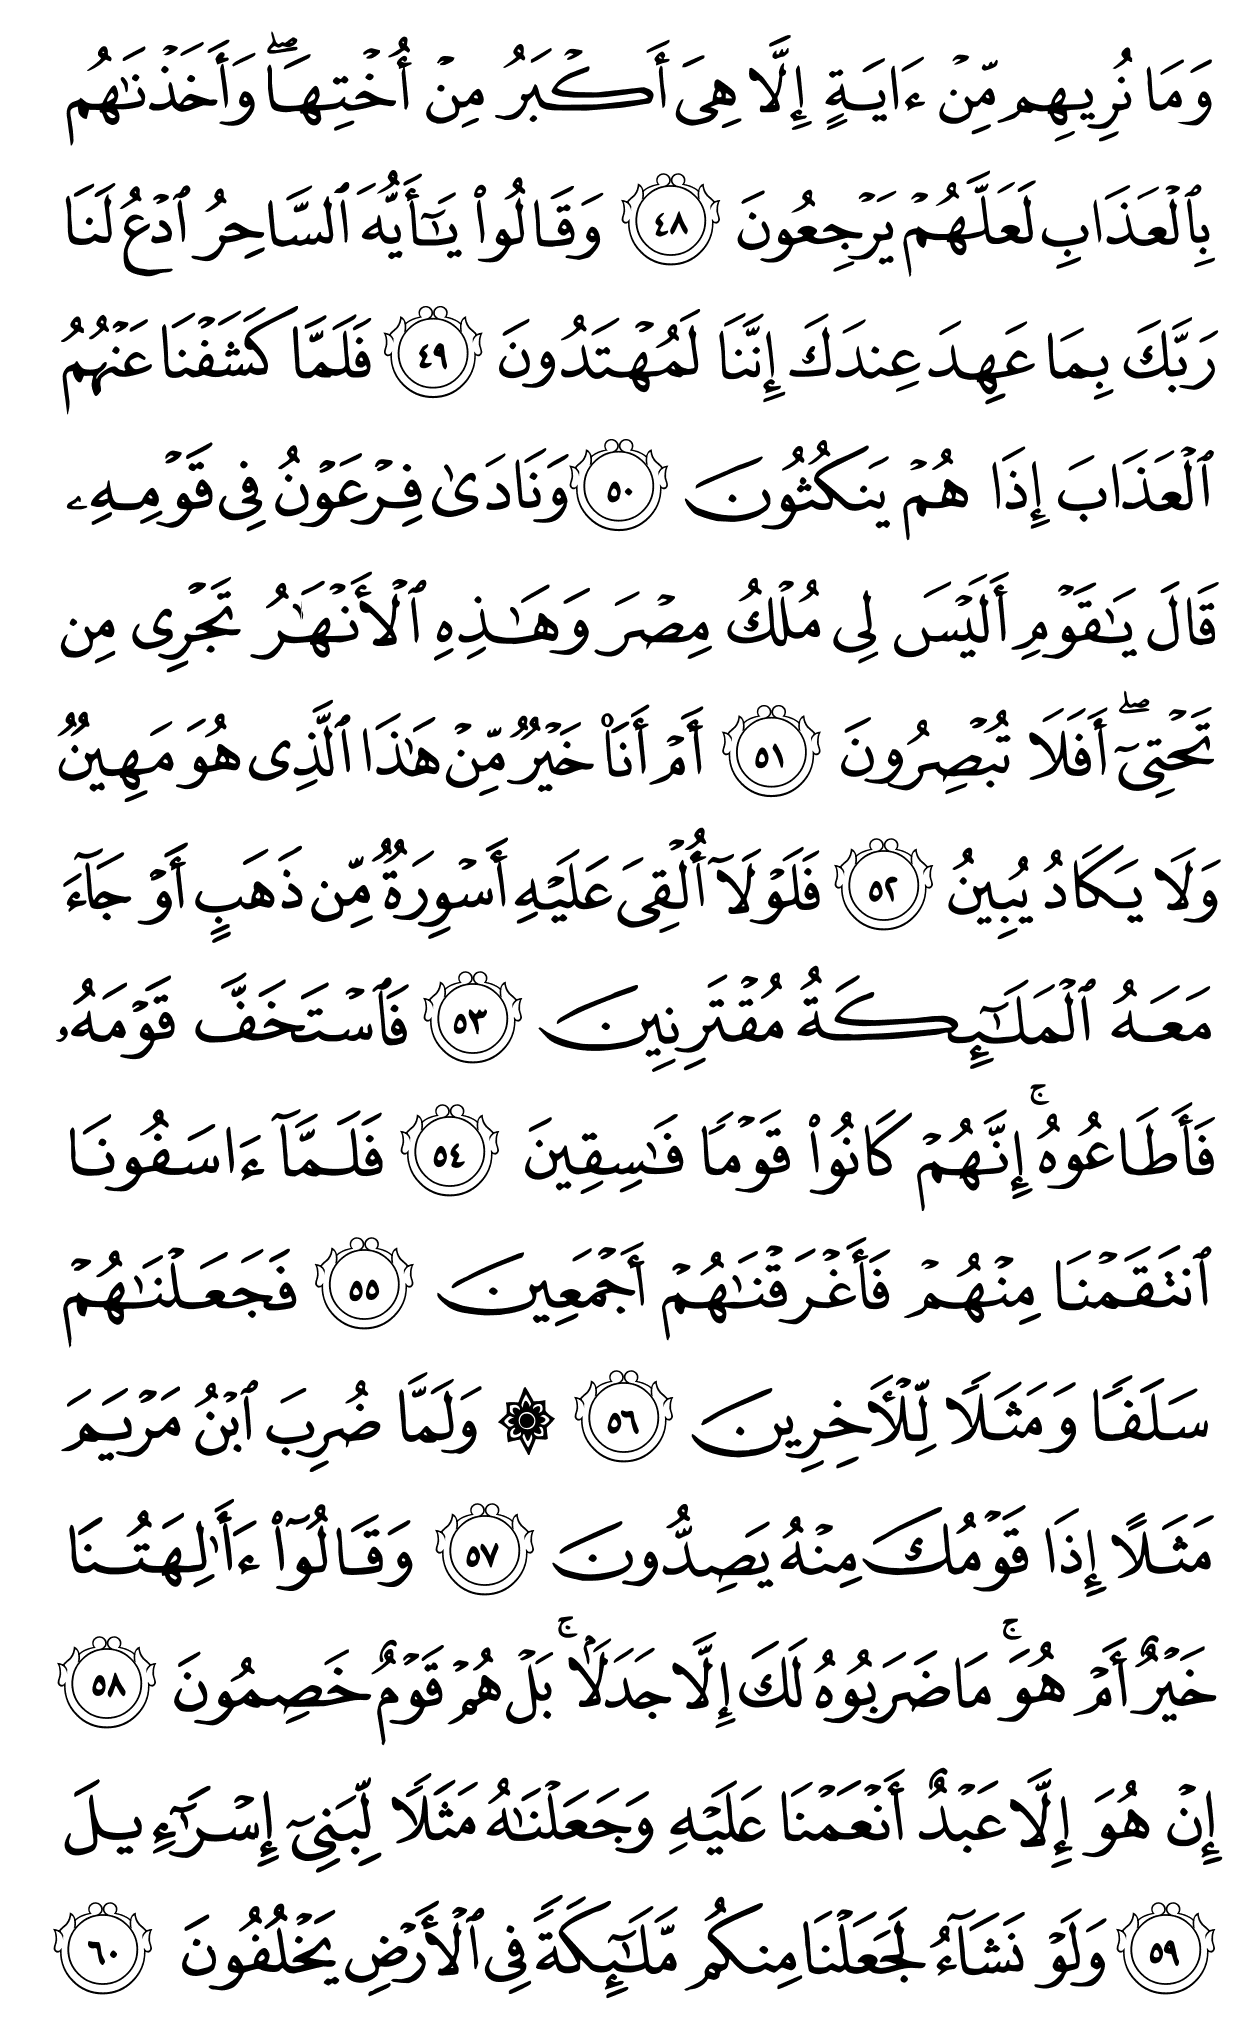 وَمَا نُرِيهِم مِّنْ ءَايَةٍ إِلَّا هِىَ أَكْبَرُ مِنْ أُخْتِهَا ۖ وَأَخَذْنَـٰهُم
بِٱلْعَذَابِ لَعَلَّهُمْ يَرْجِعُونَ ٤٨ وَقَالُوا۟ يَـٰٓأَيُّهَ ٱلسَّاحِرُ ٱدْعُ لَنَا
رَبَّكَ بِمَا عَهِدَ عِندَكَ إِنَّنَا لَمُهْتَدُونَ ٤٩ فَلَمَّا كَشَفْنَا عَنْهُمُ
ٱلْعَذَابَ إِذَا هُمْ يَنكُثُونَ ٥٠ وَنَادَىٰ فِرْعَوْنُ فِى قَوْمِهِۦ
قَالَ يَـٰقَوْمِ أَلَيْسَ لِى مُلْكُ مِصْرَ وَهَـٰذِهِ ٱلْأَنْهَـٰرُ تَجْرِى مِن
تَحْتِىٓ ۖ أَفَلَا تُبْصِرُونَ ٥١ أَمْ أَنَا۠ خَيْرٌ مِّنْ هَـٰذَا ٱلَّذِى هُوَ مَهِينٌ
وَلَا يَكَادُ يُبِينُ ٥٢ فَلَوْلَآ أُلْقِىَ عَلَيْهِ أَسْوِرَةٌ مِّن ذَهَبٍ أَوْ جَآءَ
مَعَهُ ٱلْمَلَـٰٓئِكَةُ مُقْتَرِنِينَ ٥٣ فَٱسْتَخَفَّ قَوْمَهُۥ
فَأَطَاعُوهُ ۚ إِنَّهُمْ كَانُوا۟ قَوْمًا فَـٰسِقِينَ ٥٤ فَلَمَّآ ءَاسَفُونَا
ٱنتَقَمْنَا مِنْهُمْ فَأَغْرَقْنَـٰهُمْ أَجْمَعِينَ ٥٥ فَجَعَلْنَـٰهُمْ
سَلَفًا وَمَثَلًا لِّلْـَٔاخِرِينَ ٥٦ ۞ وَلَمَّا ضُرِبَ ٱبْنُ مَرْيَمَ
مَثَلًا إِذَا قَوْمُكَ مِنْهُ يَصِدُّونَ ٥٧ وَقَالُوٓا۟ ءَأَـٰلِهَتُنَا
خَيْرٌ أَمْ هُوَ ۚ مَا ضَرَبُوهُ لَكَ إِلَّا جَدَلًۢا ۚ بَلْ هُمْ قَوْمٌ خَصِمُونَ ٥٨
إِنْ هُوَ إِلَّا عَبْدٌ أَنْعَمْنَا عَلَيْهِ وَجَعَلْنَـٰهُ مَثَلًا لِّبَنِىٓ إِسْرَٰٓءِيلَ
٥٩ وَلَوْ نَشَآءُ لَجَعَلْنَا مِنكُم مَّلَـٰٓئِكَةً فِى ٱلْأَرْضِ يَخْلُفُونَ ٦٠